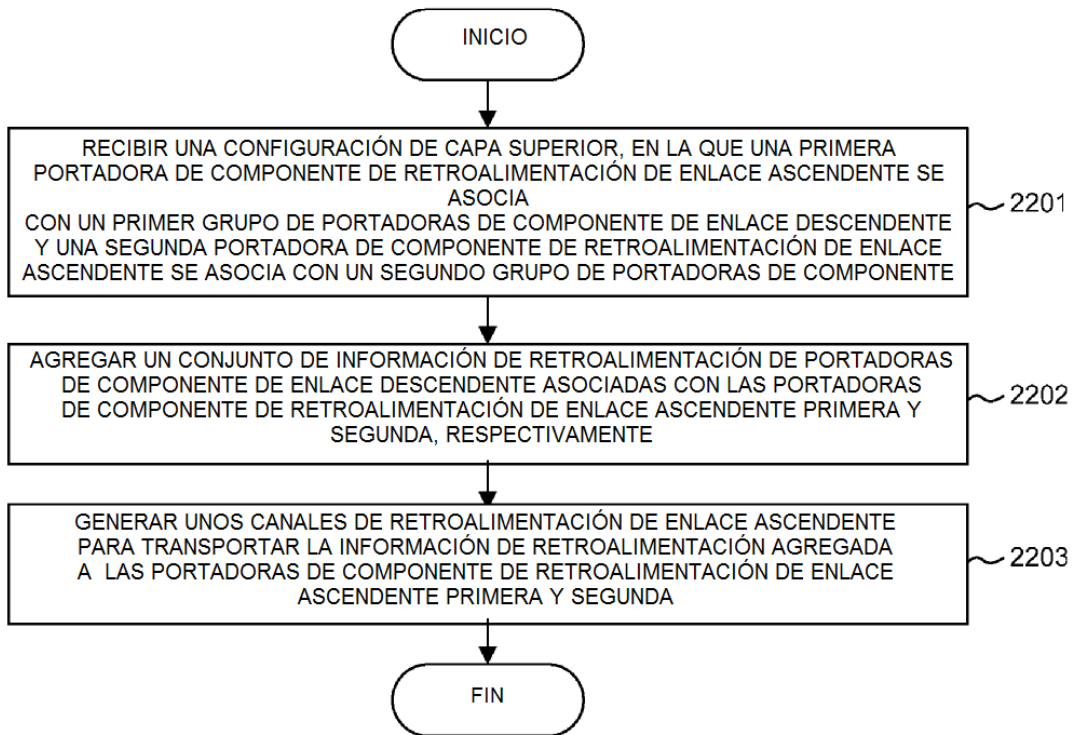 INICIO
RECIBIR UNA CONFIGURACIÓN DE CAPA SUPERIOR, EN LA QUE UNA PRIMERA
PORTADORA DE COMPONENTE DE RETROALIMENTACIÓN DE ENLACE ASCENDENTE SE
ASOCIA
CON UN PRIMER GRUPO DE PORTADORAS DE COMPONENTE DE ENLACE DESCENDENTE
Y UNA SEGUNDA PORTADORA DE COMPONENTE DE RETROALIMENTACIÓN DE ENLACE
ASCENDENTE SE ASOCIA CON UN SEGUNDO GRUPO DE PORTADORAS DE COMPONENTE
2201
AGREGAR UN CONJUNTO DE INFORMACIÓN DE RETROALIMENTACIÓN DE PORTADORAS
DE COMPONENTE DE ENLACE DESCENDENTE ASOCIADAS CON LAS PORTADORAS
DE COMPONENTE DE RETROALIMENTACIÓN DE ENLACE ASCENDENTE PRIMERA Y
SEGUNDA, RESPECTIVAMENTE
2202
GENERAR UNOS CANALES DE RETROALIMENTACIÓN DE ENLACE ASCENDENTE
PARA TRANSPORTAR LA INFORMACIÓN DE RETROALIMENTACIÓN AGREGADA
A LAS PORTADORAS DE COMPONENTE DE RETROALIMENTACIÓN DE ENLACE
ASCENDENTE PRIMERA Y SEGUNDA
2203
FIN